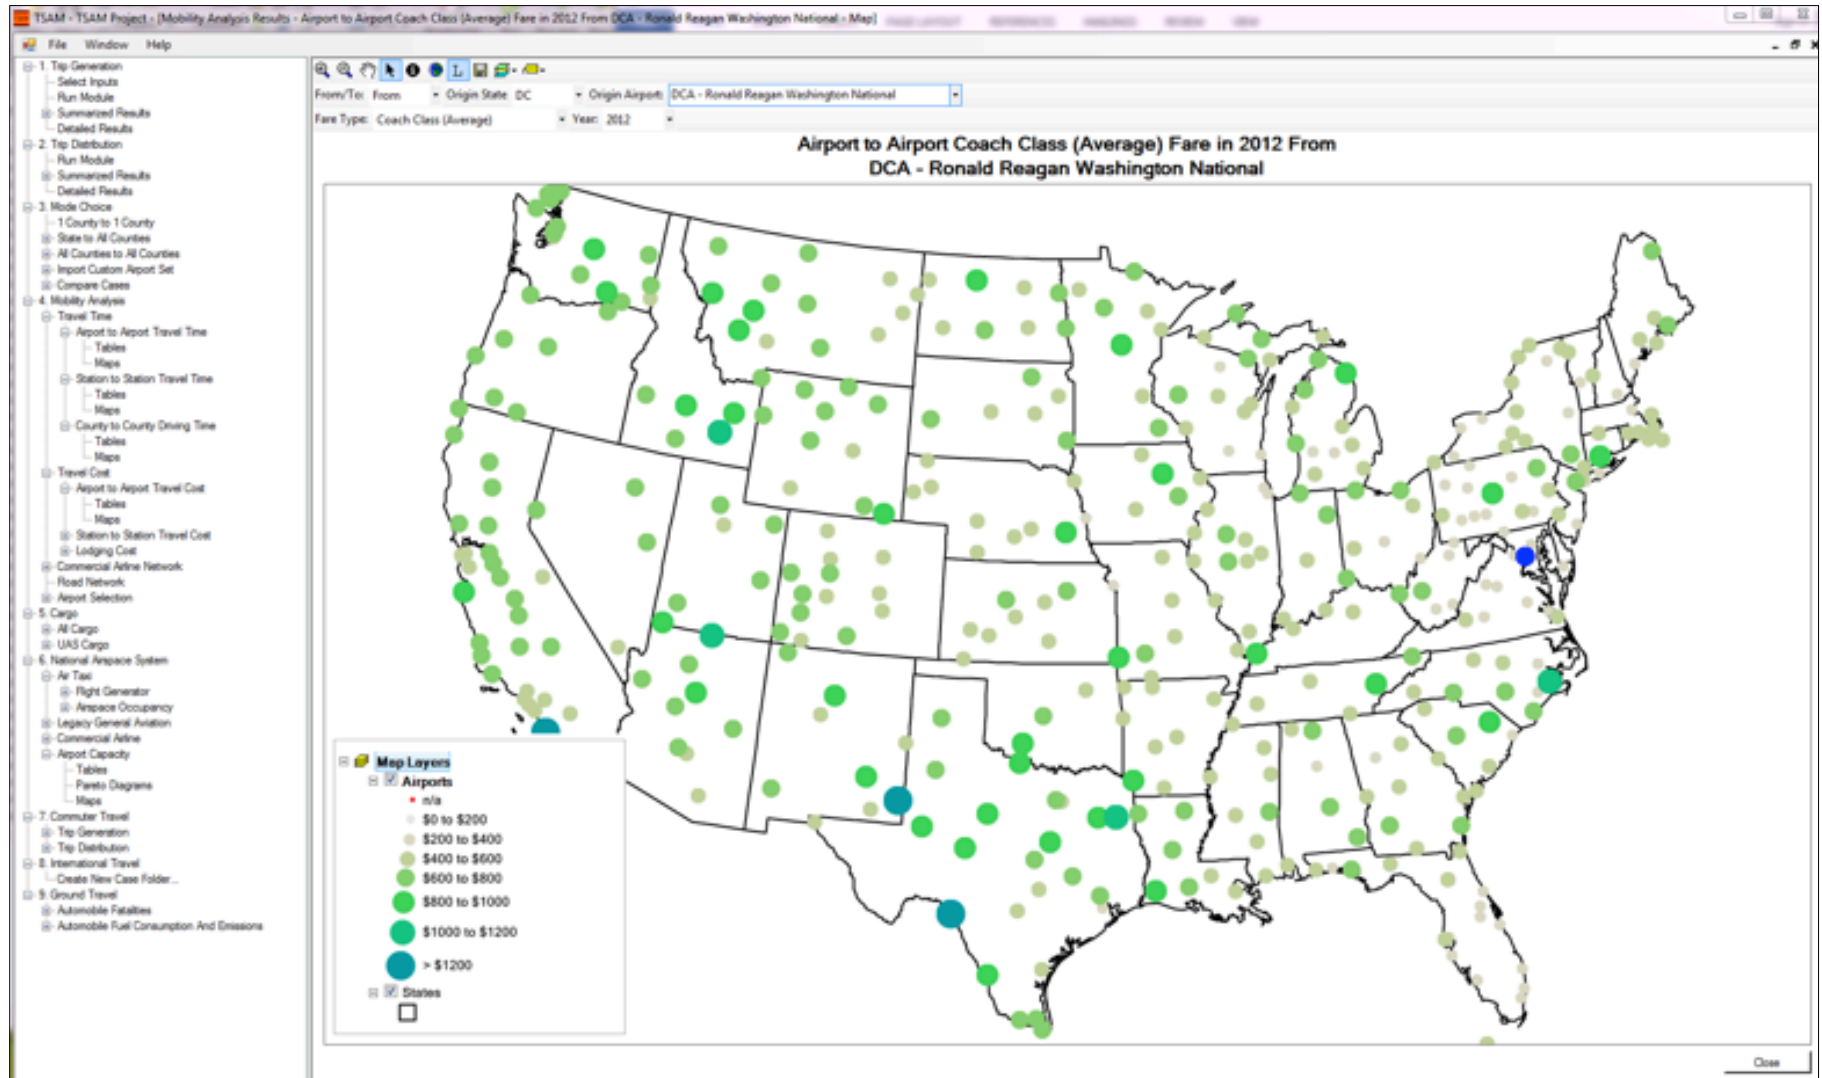 TSAM - TSAM Project - [Mobility Analysis Results - Airport to Airport Coach Class (Average) Fare in 2012 From DCA - Ronald Reagan Washington National - Map]
File Window Help
1. Trip Generation
Select Inputs
Run Module
Summarized Results
Detailed Results
2. Trip Distribution
Run Module
Summarized Results
Detailed Results
3. Mode Choice
1 County to 1 County
State to All Counties
All Counties to All Counties
Import Custom Airport Set
Compare Cases
4. Mobility Analysis
Travel Time
Airport to Airport Travel Time
Tables
Maps
Station to Station Travel Time
Tables
Maps
County to County Driving Time
Tables
Maps
Travel Cost
Airport to Airport Travel Cost
Tables
Maps
Station to Station Travel Cost
Lodging Cost
Commercial Airline Network
Road Network
Airport Selection
5. Cargo
All Cargo
UAS Cargo
6. National Airspace System
Air Taxi
Flight Generator
Airspace Occupancy
Legacy General Aviation
Commercial Airline
Airport Capacity
Tables
Pareto Diagrams
Maps
7. Commuter Travel
Trip Generation
Trip Distribution
8. International Travel
Create New Case Folder...
9. Ground Travel
Automobile Fatalities
Automobile Fuel Consumption And Emissions
From/To: From Origin State DC Origin Airport: DCA - Ronald Reagan Washington National
Fare Type: Coach Class (Average) Year: 2012
Airport to Airport Coach Class (Average) Fare in 2012 From
DCA - Ronald Reagan Washington National
Map Layers
Airports
n/a
$0 to $200
$200 to $400
$400 to $600
$600 to $800
$800 to $1000
$1000 to $1200
> $1200
States
Close